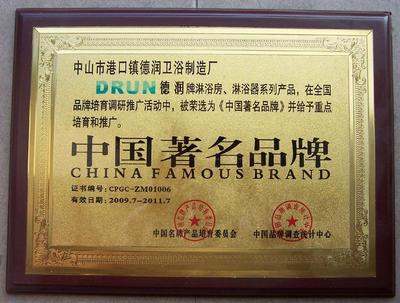 中山市港口镇德润卫浴制造厂
DRUN德润牌淋浴房、淋浴器系列产品，在全国
品牌培育调研推广活动中，被荣选为《中国著名品牌》并给予重点
培育和推广。
中国著名品牌
CHINA FAMOUS BRAND
证书编号：CPGC-ZM01006
有效日期：2009.7-2011.7
中国名牌产品培育委员会
中国品牌调查统计中心